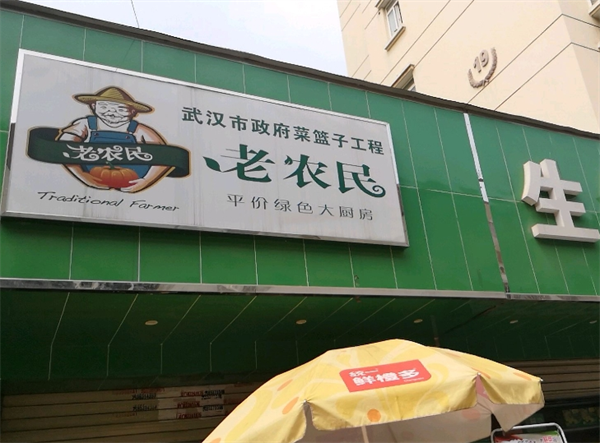 武汉市政府菜篮子工程
老农民
老农民
Traditional Farmer
平价绿色大厨房
生
19
统一
鲜橙多